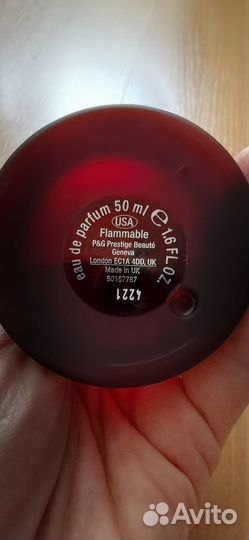 eau de parfum 50 ml ℮ 1.6 FL. OZ.
USA
Flammable
P&G Prestige Beauté
Geneva
London EC1A 4DD, UK
Made in UK
50167767
4221
Avito